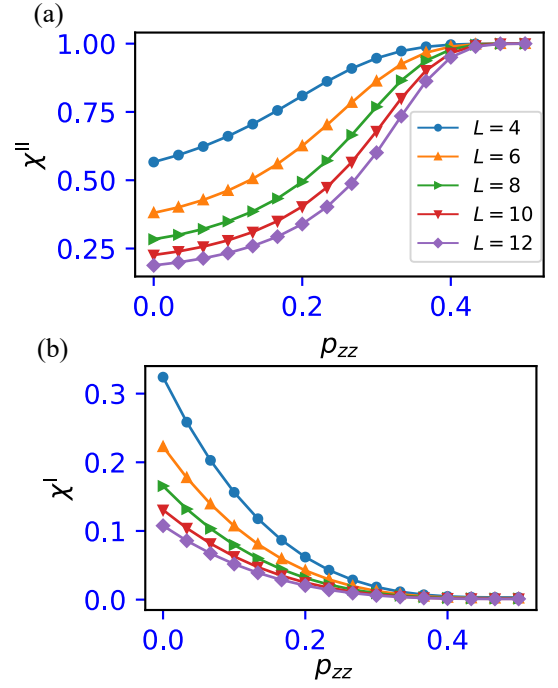 (a)
1.00
0.75
0.50
0.25
χ^II
L = 4
L = 6
L = 8
L = 10
L = 12
0.0 0.2 0.4
p_zz
(b)
0.3
0.2
0.1
0.0
χ^I
0.0 0.2 0.4
p_zz